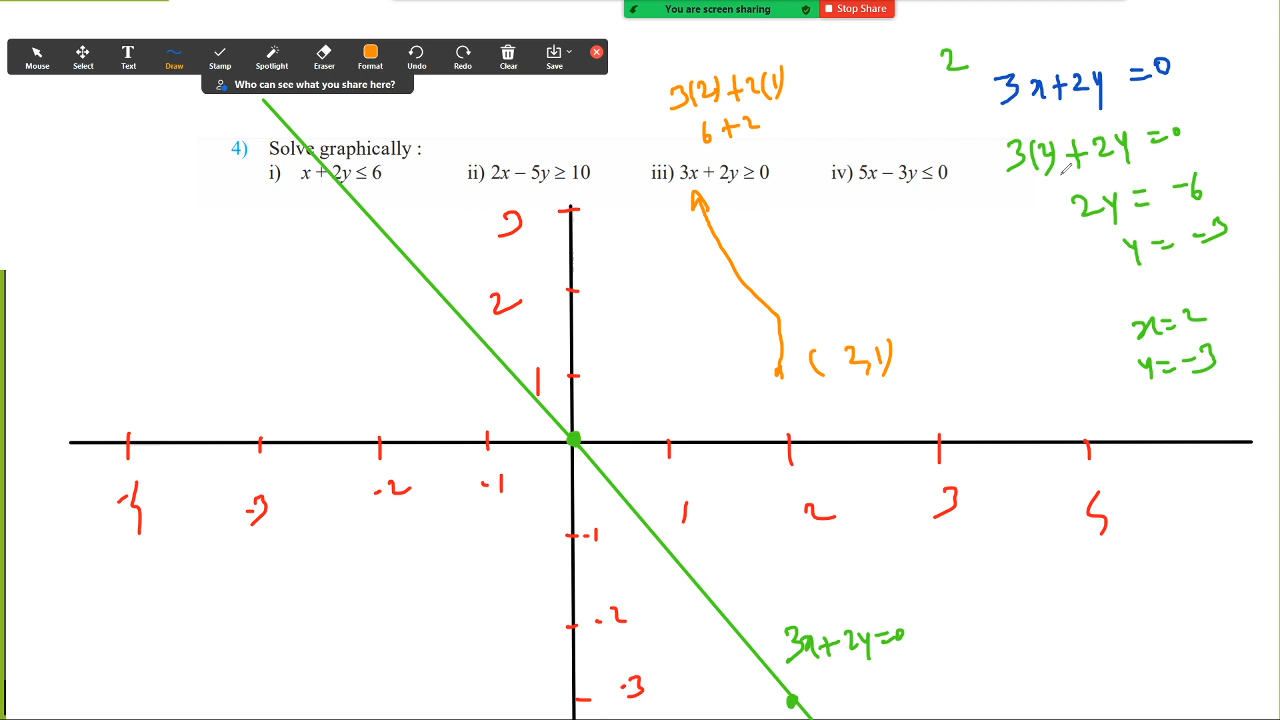 You are screen sharing
Stop Share
Mouse Select Text Draw Stamp Spotlight Eraser Format Undo Redo Clear Save
Who can see what you share here?
2
3x+2y =0
3(2)+2(1)
6+2
3(2)+2y=0
2y = -6
y = -3
4) Solve graphically :
i) x + 2y ≤ 6 ii) 2x − 5y ≥ 10 iii) 3x + 2y ≥ 0 iv) 5x − 3y ≤ 0
3
2
1
(2,1)
x=2
y=-3
-4 -3 -2 -1 1 2 3 4
-1
-2
-3
3x+2y=0